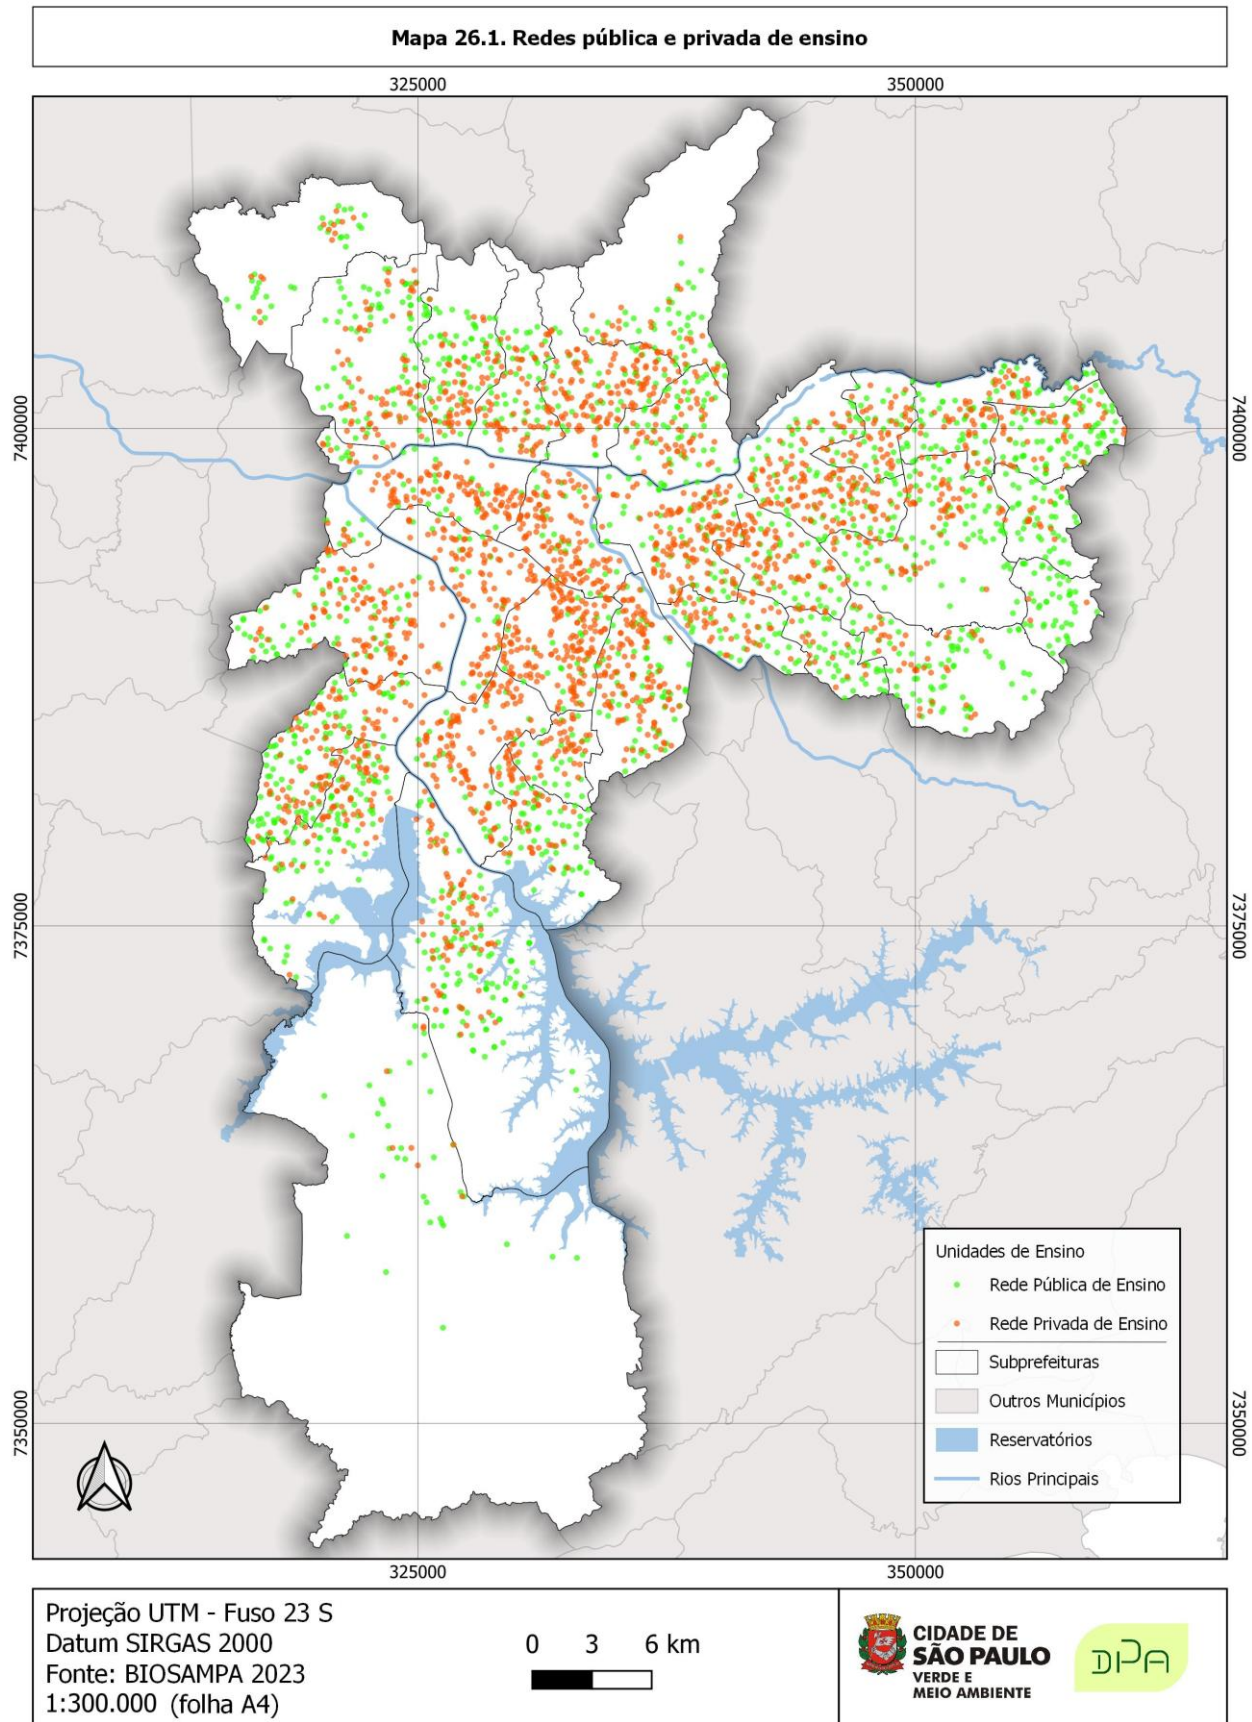 Mapa 26.1. Redes pública e privada de ensino
325000
350000
7400000
7400000
7375000
7375000
7350000
7350000
Unidades de Ensino
Rede Pública de Ensino
Rede Privada de Ensino
Subprefeituras
Outros Municípios
Reservatórios
Rios Principais
325000
350000
Projeção UTM - Fuso 23 S
Datum SIRGAS 2000
Fonte: BIOSAMPA 2023
1:300.000 (folha A4)
0 3 6 km
CIDADE DE
SÃO PAULO
VERDE E
MEIO AMBIENTE
DPA